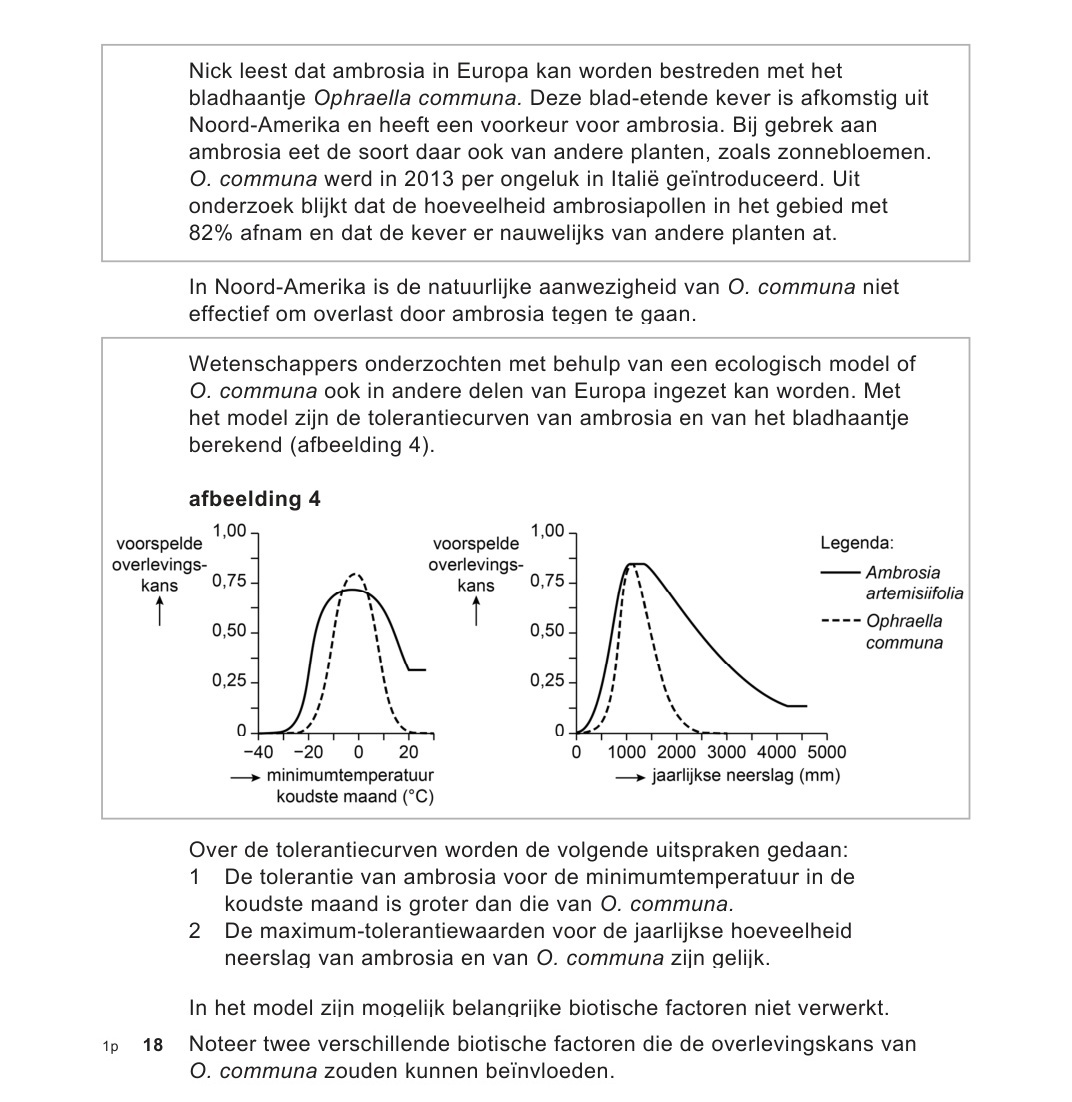 Nick leest dat ambrosia in Europa kan worden bestreden met het
bladhaantje Ophraella communa. Deze blad-etende kever is afkomstig uit
Noord-Amerika en heeft een voorkeur voor ambrosia. Bij gebrek aan
ambrosia eet de soort daar ook van andere planten, zoals zonnebloemen.
O. communa werd in 2013 per ongeluk in Italië geïntroduceerd. Uit
onderzoek blijkt dat de hoeveelheid ambrosiapollen in het gebied met
82% afnam en dat de kever er nauwelijks van andere planten at.
In Noord-Amerika is de natuurlijke aanwezigheid van O. communa niet
effectief om overlast door ambrosia tegen te gaan.
Wetenschappers onderzochten met behulp van een ecologisch model of
O. communa ook in andere delen van Europa ingezet kan worden. Met
het model zijn de tolerantiecurven van ambrosia en van het bladhaantje
berekend (afbeelding 4).
afbeelding 4
voorspelde
overlevings-
kans
1,00
0,75
0,50
0,25
0
−40 −20 0 20
minimumtemperatuur
koudste maand (°C)
voorspelde
overlevings-
kans
1,00
0,75
0,50
0,25
0
0 1000 2000 3000 4000 5000
jaarlijkse neerslag (mm)
Legenda:
Ambrosia
artemisiifolia
Ophraella
communa
Over de tolerantiecurven worden de volgende uitspraken gedaan:
1 De tolerantie van ambrosia voor de minimumtemperatuur in de
koudste maand is groter dan die van O. communa.
2 De maximum-tolerantiewaarden voor de jaarlijkse hoeveelheid
neerslag van ambrosia en van O. communa zijn gelijk.
In het model zijn mogelijk belangrijke biotische factoren niet verwerkt.
1p 18 Noteer twee verschillende biotische factoren die de overlevingskans van
O. communa zouden kunnen beïnvloeden.